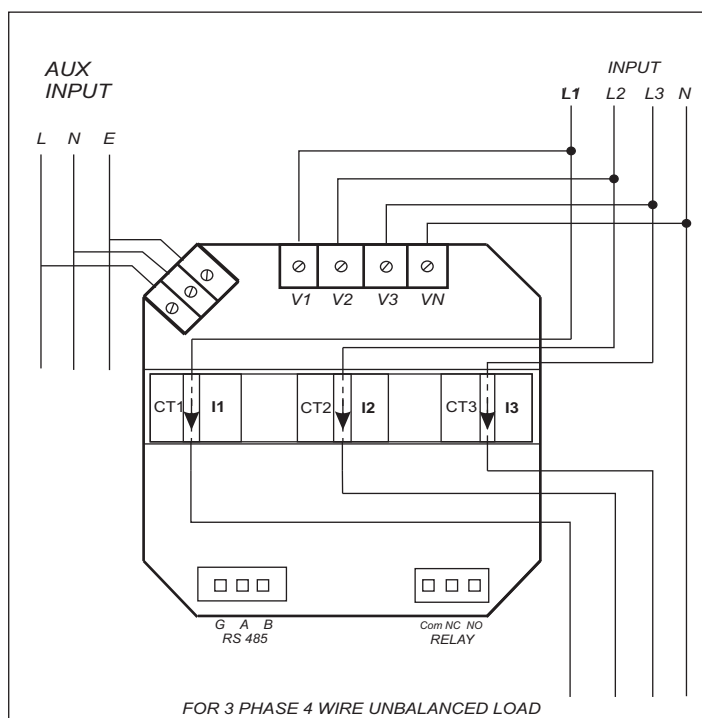 AUX
INPUT
L N E
INPUT
L1 L2 L3 N
V1 V2 V3 VN
CT1 I1 CT2 I2 CT3 I3
G A B
RS 485
Com NC NO
RELAY
FOR 3 PHASE 4 WIRE UNBALANCED LOAD